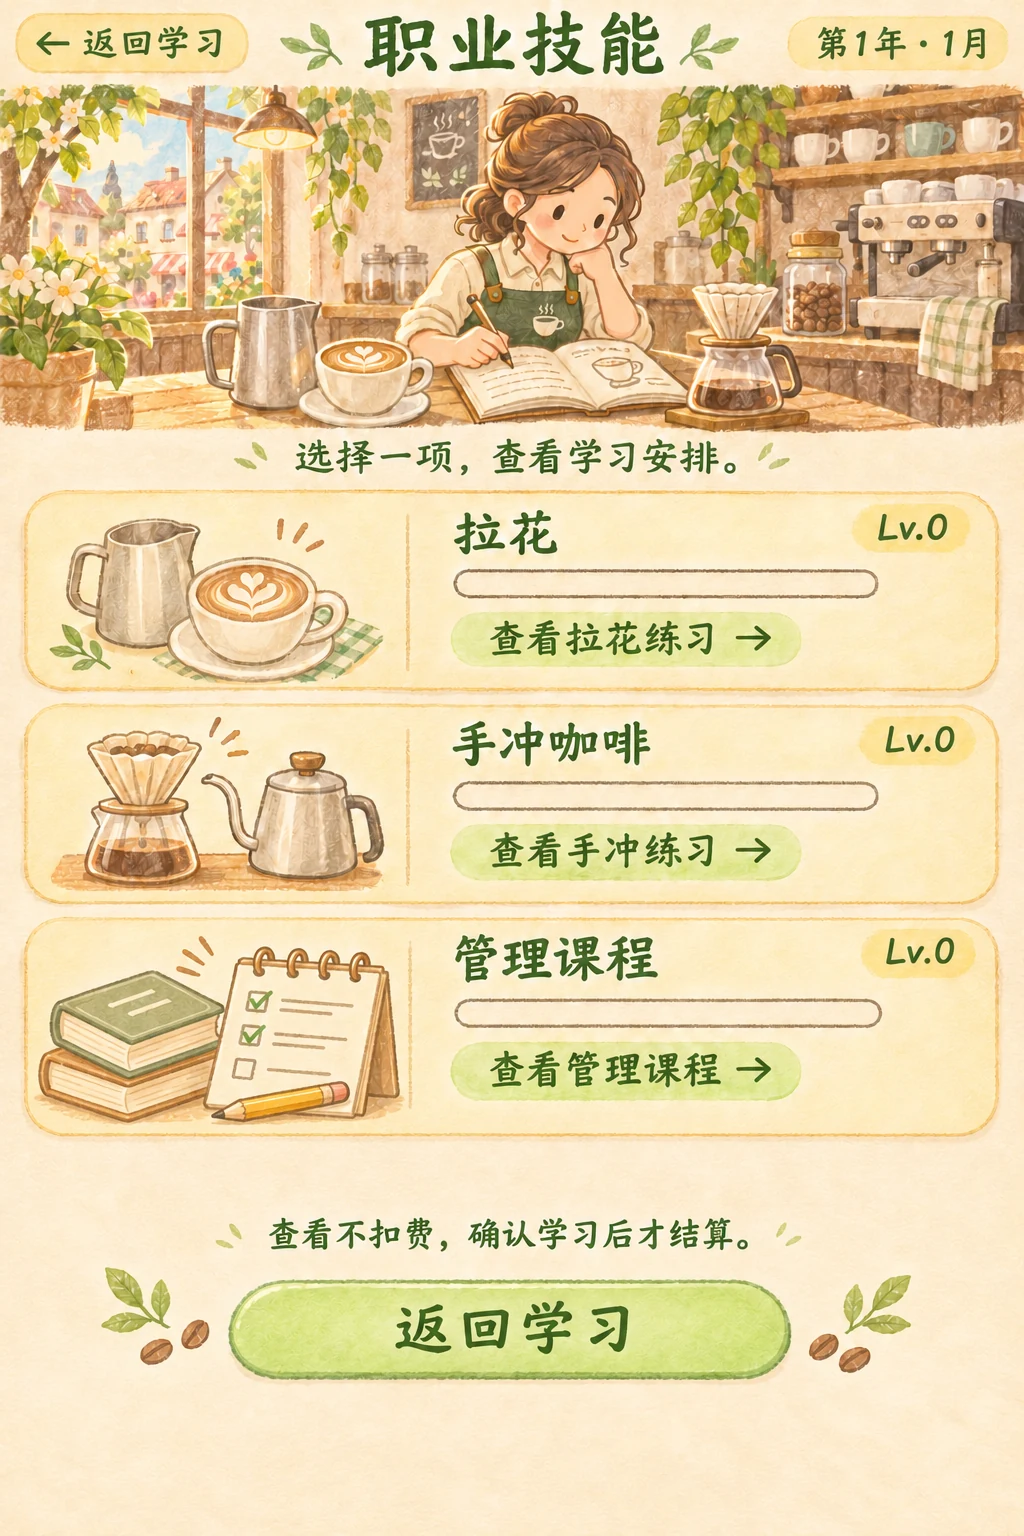 ← 返回学习
职业技能
第1年·1月
选择一项，查看学习安排。
拉花
Lv.0
查看拉花练习 →
手冲咖啡
Lv.0
查看手冲练习 →
管理课程
Lv.0
查看管理课程 →
查看不扣费，确认学习后才结算。
返回学习